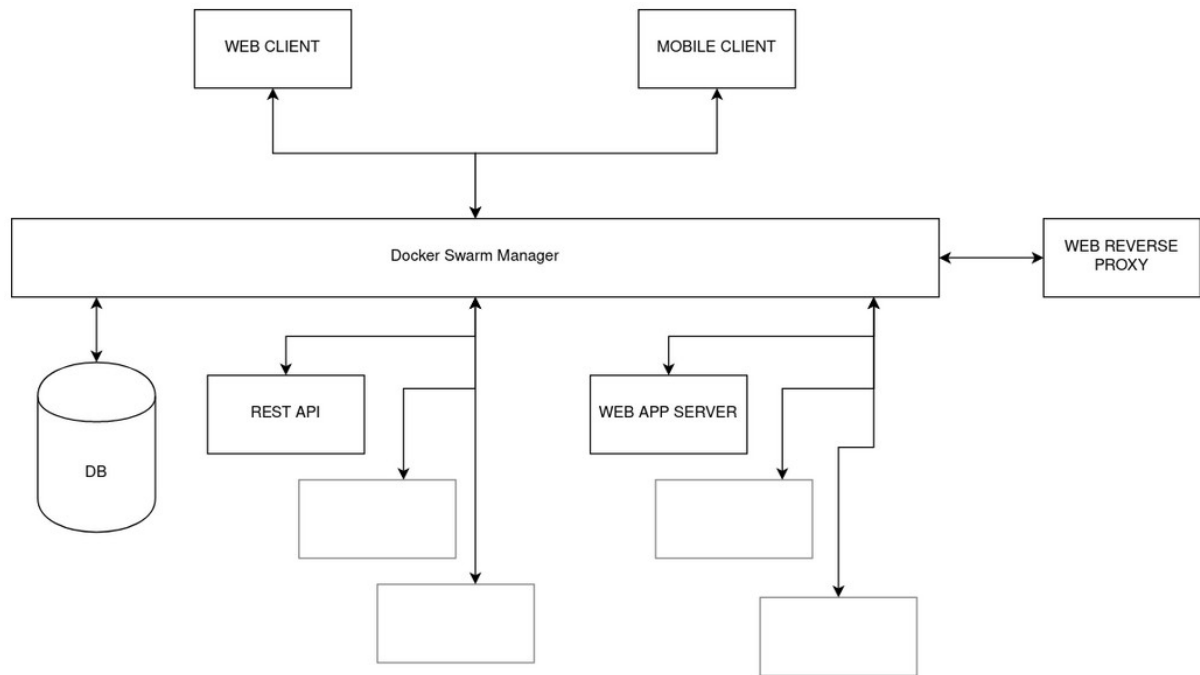 WEB CLIENT
MOBILE CLIENT
Docker Swarm Manager
WEB REVERSE
PROXY
REST API
WEB APP SERVER
DB